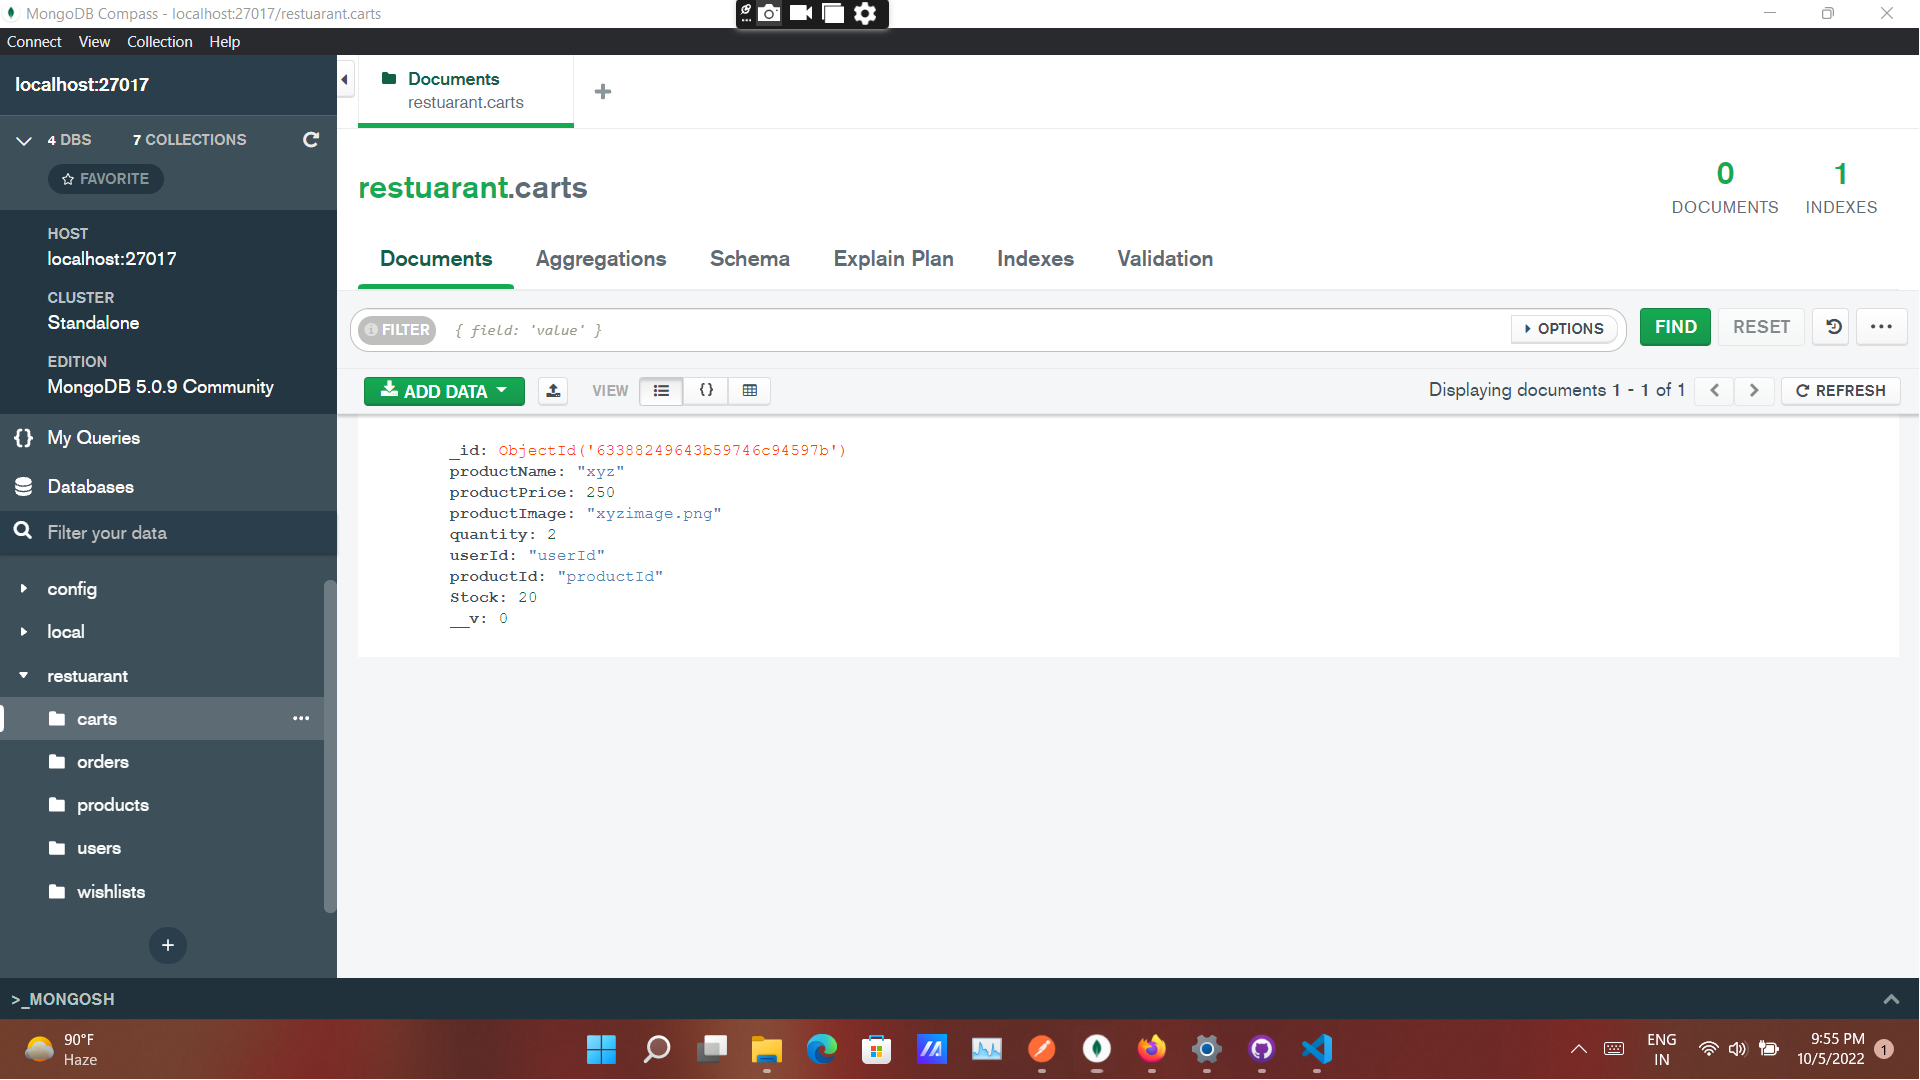 MongoDB Compass - localhost:27017/restuarant.carts
Connect View Collection Help
localhost:27017
4 DBS 7 COLLECTIONS
FAVORITE
HOST
localhost:27017
CLUSTER
Standalone
EDITION
MongoDB 5.0.9 Community
{} My Queries
Databases
Filter your data
config
local
restuarant
carts
orders
products
users
wishlists
+
Documents
restuarant.carts
+
restuarant.carts
0
DOCUMENTS
1
INDEXES
Documents Aggregations Schema Explain Plan Indexes Validation
FILTER { field: 'value' } OPTIONS FIND RESET
ADD DATA VIEW {} Displaying documents 1 - 1 of 1 < > REFRESH
_id: ObjectId('63388249643b59746c94597b')
productName: "xyz"
productPrice: 250
productImage: "xyzimage.png"
quantity: 2
userId: "userId"
productId: "productId"
Stock: 20
__v: 0
>_MONGOSH
90°F
Haze
ENG
IN
9:55 PM
10/5/2022
1